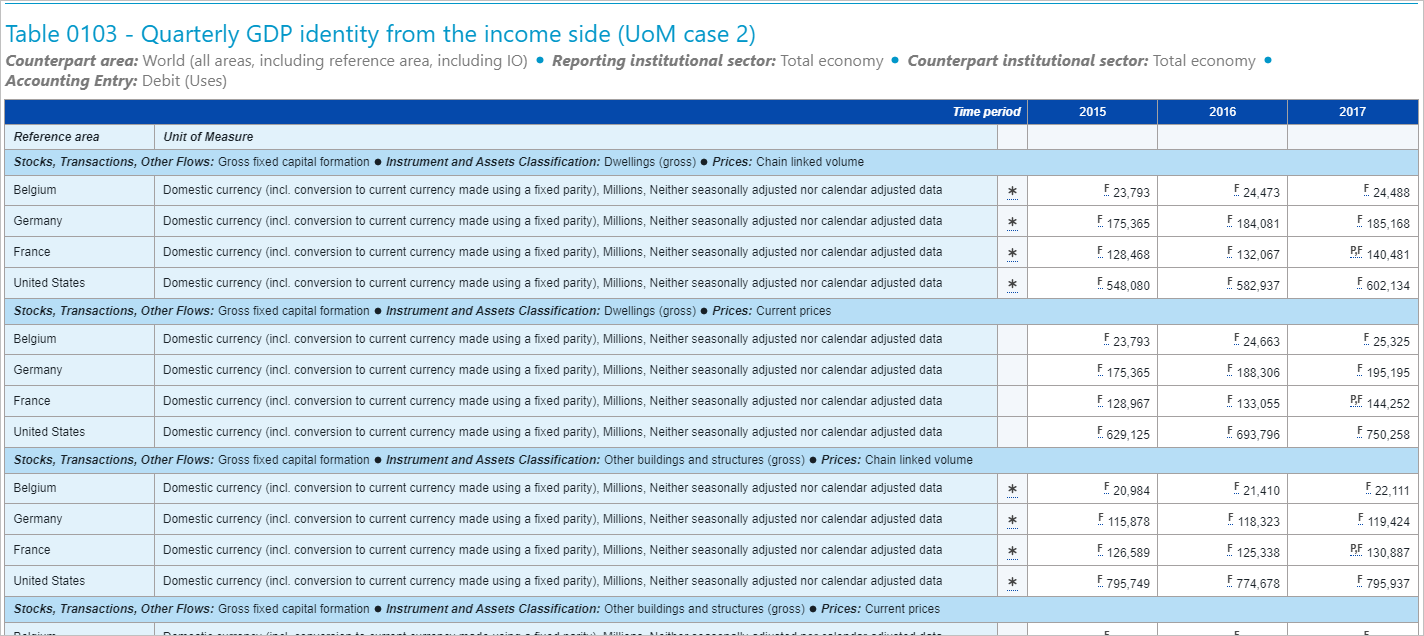 Table 0103 - Quarterly GDP identity from the income side (UoM case 2)
Counterpart area: World (all areas, including reference area, including IO) • Reporting institutional sector: Total economy • Counterpart institutional sector: Total economy •
Accounting Entry: Debit (Uses)
Time period 2015 2016 2017
Reference area Unit of Measure
Stocks, Transactions, Other Flows: Gross fixed capital formation ● Instrument and Assets Classification: Dwellings (gross) ● Prices: Chain linked volume
Belgium Domestic currency (incl. conversion to current currency made using a fixed parity), Millions, Neither seasonally adjusted nor calendar adjusted data * F 23,793 F 24,473 F 24,488
Germany Domestic currency (incl. conversion to current currency made using a fixed parity), Millions, Neither seasonally adjusted nor calendar adjusted data * F 175,365 F 184,081 F 185,168
France Domestic currency (incl. conversion to current currency made using a fixed parity), Millions, Neither seasonally adjusted nor calendar adjusted data * F 128,468 F 132,067 P,F 140,481
United States Domestic currency (incl. conversion to current currency made using a fixed parity), Millions, Neither seasonally adjusted nor calendar adjusted data * F 548,080 F 582,937 F 602,134
Stocks, Transactions, Other Flows: Gross fixed capital formation ● Instrument and Assets Classification: Dwellings (gross) ● Prices: Current prices
Belgium Domestic currency (incl. conversion to current currency made using a fixed parity), Millions, Neither seasonally adjusted nor calendar adjusted data F 23,793 F 24,663 F 25,325
Germany Domestic currency (incl. conversion to current currency made using a fixed parity), Millions, Neither seasonally adjusted nor calendar adjusted data F 175,365 F 188,306 F 195,195
France Domestic currency (incl. conversion to current currency made using a fixed parity), Millions, Neither seasonally adjusted nor calendar adjusted data F 128,967 F 133,055 P,F 144,252
United States Domestic currency (incl. conversion to current currency made using a fixed parity), Millions, Neither seasonally adjusted nor calendar adjusted data F 629,125 F 693,796 F 750,258
Stocks, Transactions, Other Flows: Gross fixed capital formation ● Instrument and Assets Classification: Other buildings and structures (gross) ● Prices: Chain linked volume
Belgium Domestic currency (incl. conversion to current currency made using a fixed parity), Millions, Neither seasonally adjusted nor calendar adjusted data * F 20,984 F 21,410 F 22,111
Germany Domestic currency (incl. conversion to current currency made using a fixed parity), Millions, Neither seasonally adjusted nor calendar adjusted data * F 115,878 F 118,323 F 119,424
France Domestic currency (incl. conversion to current currency made using a fixed parity), Millions, Neither seasonally adjusted nor calendar adjusted data * F 126,589 F 125,338 P,F 130,887
United States Domestic currency (incl. conversion to current currency made using a fixed parity), Millions, Neither seasonally adjusted nor calendar adjusted data * F 795,749 F 774,678 F 795,937
Stocks, Transactions, Other Flows: Gross fixed capital formation ● Instrument and Assets Classification: Other buildings and structures (gross) ● Prices: Current prices